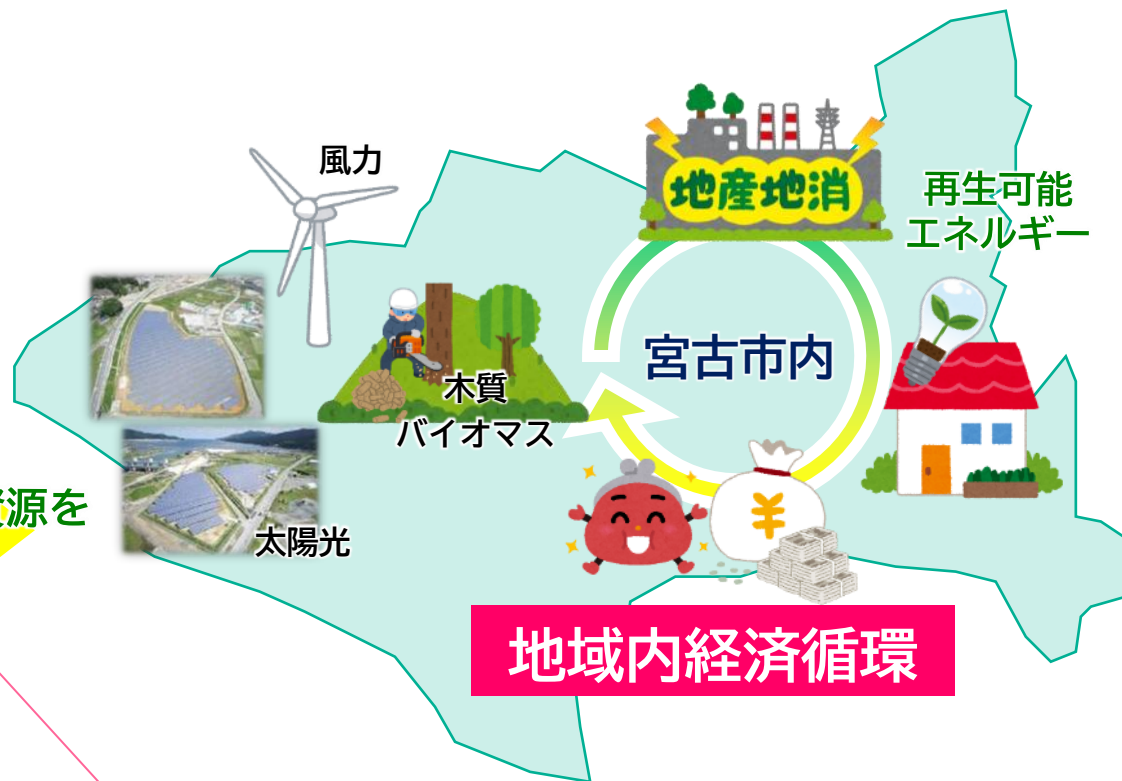 風力
地産地消
再生可能
エネルギー
宮古市内
木質
バイオマス
源を
太陽光
¥
地域内経済循環